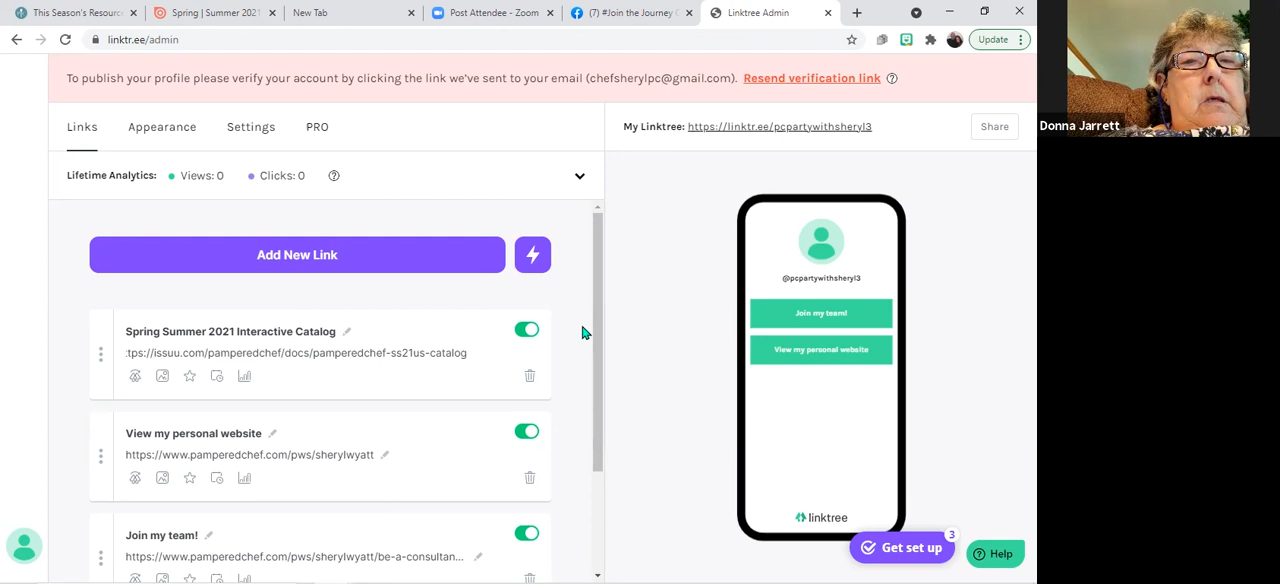 This Season's Resourc
Spring | Summer 2021
New Tab
Post Attendee - Zoom
(7) #Join the Journey C
Linktree Admin
linktr.ee/admin
Update
To publish your profile please verify your account by clicking the link we've sent to your email (chefsherylpc@gmail.com). Resend verification link
Links
Appearance
Settings
PRO
My Linktree: https://linktr.ee/pcpartywithsheryl3
Share
Donna Jarrett
Lifetime Analytics:
Views: 0
Clicks: 0
Add New Link
@pcpartywithsheryl3
Join my team!
View my personal website
linktree
Spring Summer 2021 Interactive Catalog
:tps://issuu.com/pamperedchef/docs/pamperedchef-ss21us-catalog
View my personal website
https://www.pamperedchef.com/pws/sherylwyatt
Join my team!
https://www.pamperedchef.com/pws/sherylwyatt/be-a-consultan...
3
Get set up
Help